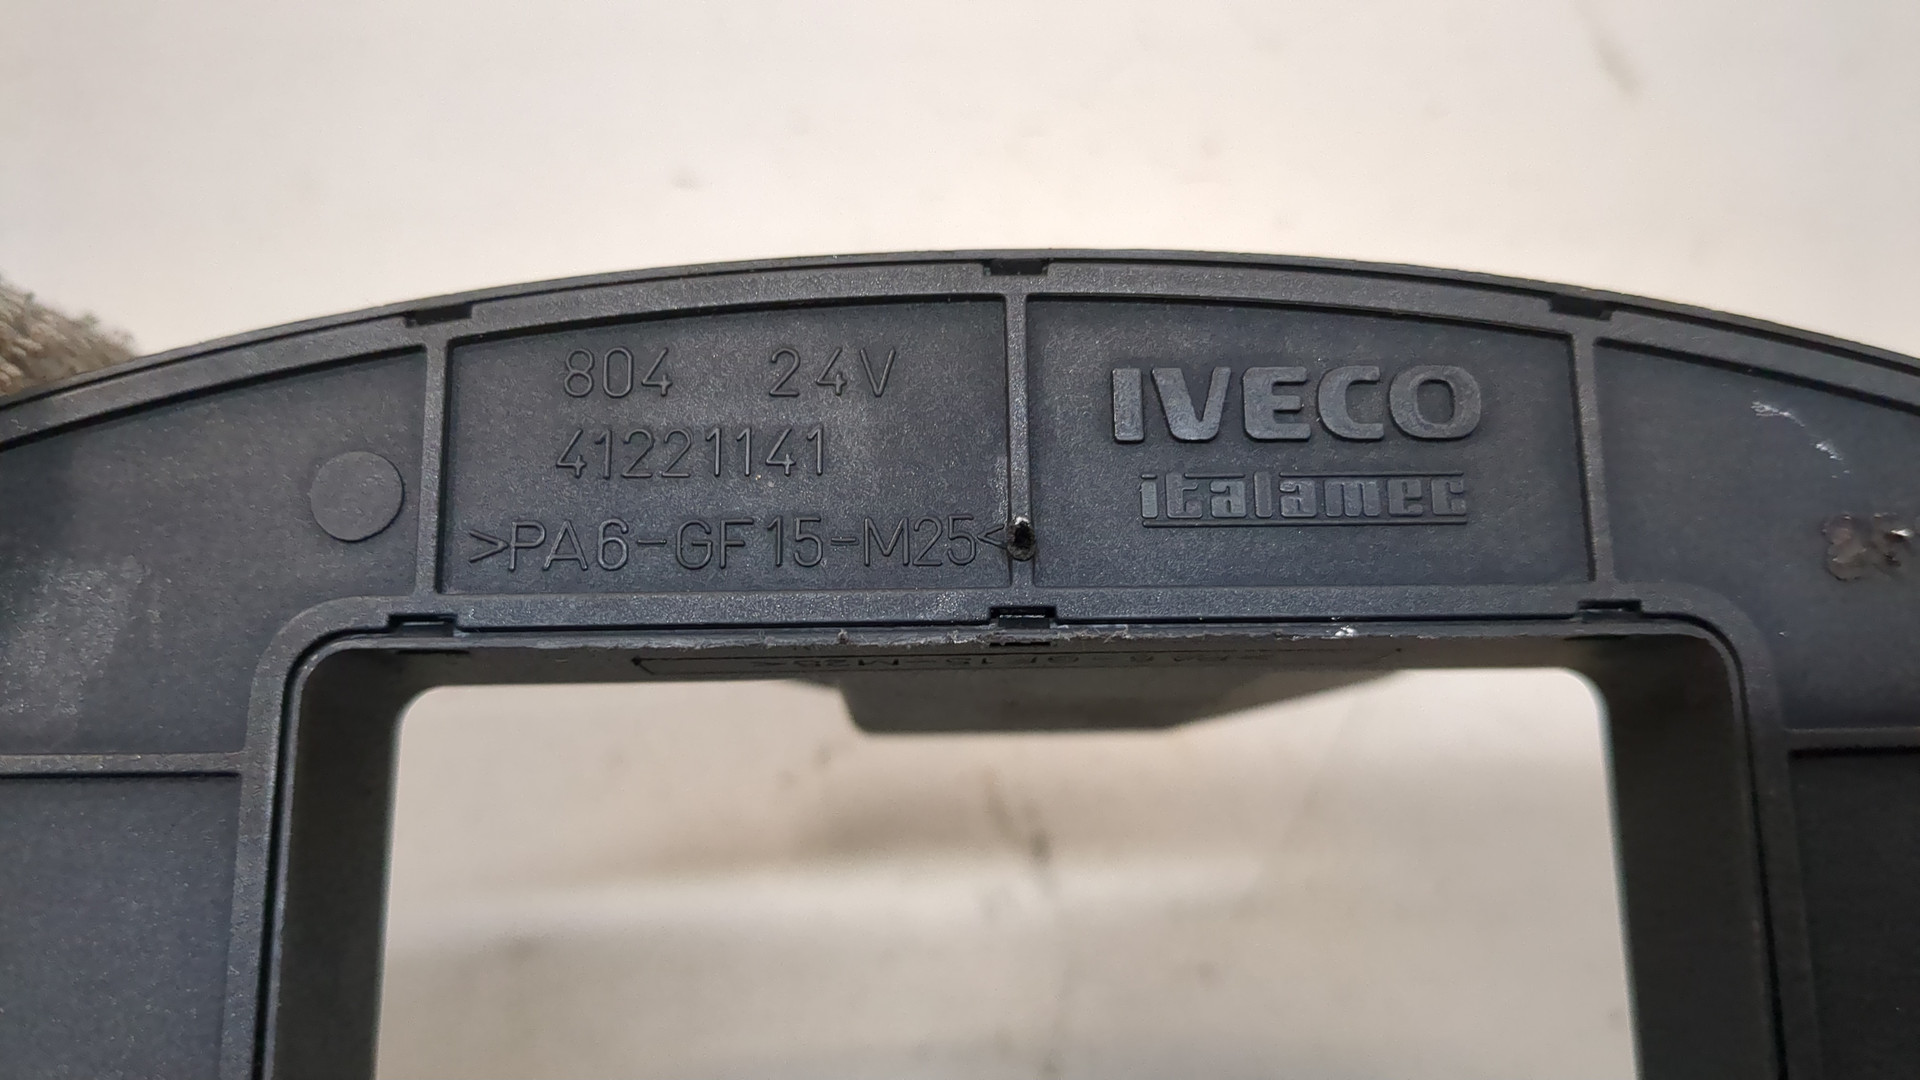 804 24V
41221141
>PA6-GF15-M25<
IVECO
italamec